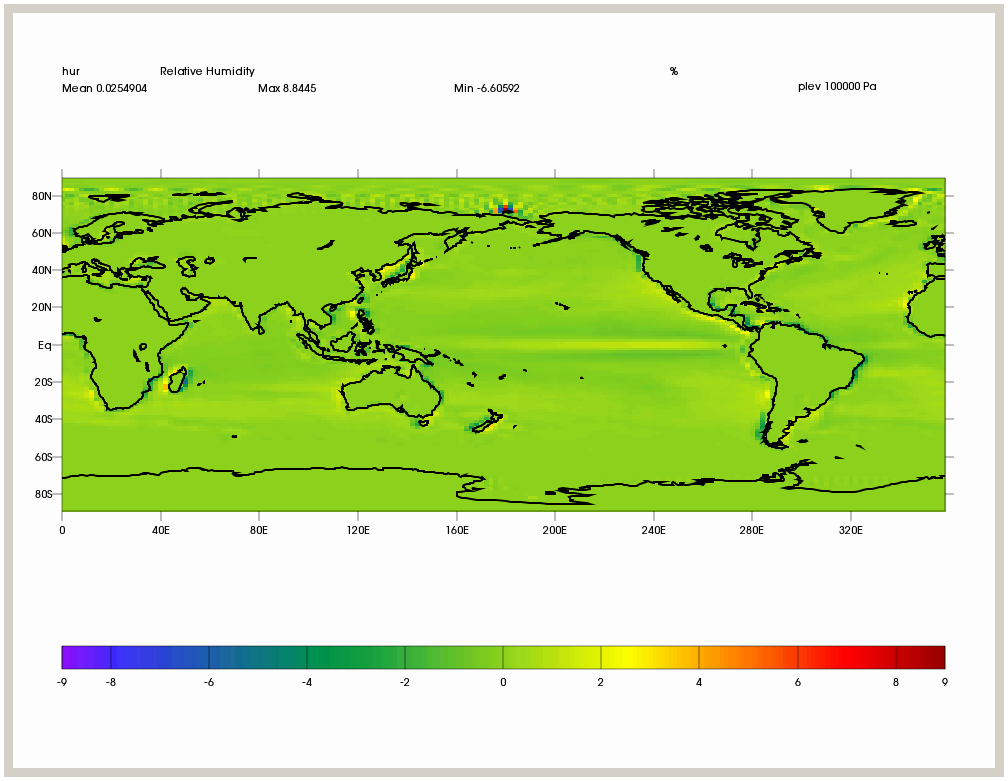 hur Relative Humidity %
Mean 0.0254904 Max 8.8445 Min -6.60592 plev 100000 Pa
80N
60N
40N
20N
Eq
20S
40S
60S
80S
0 40E 80E 120E 160E 200E 240E 280E 320E
-9 -8 -6 -4 -2 0 2 4 6 8 9